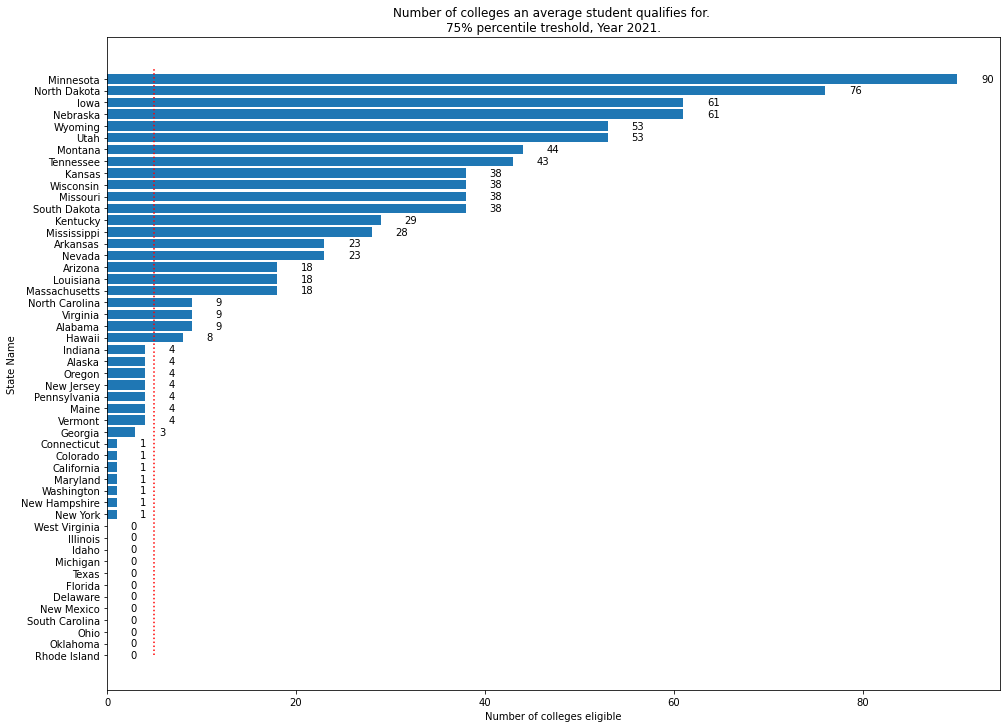 Number of colleges an average student qualifies for.
75% percentile treshold, Year 2021.
State Name
Minnesota 90
North Dakota 76
Iowa 61
Nebraska 61
Wyoming 53
Utah 53
Montana 44
Tennessee 43
Kansas 38
Wisconsin 38
Missouri 38
South Dakota 38
Kentucky 29
Mississippi 28
Arkansas 23
Nevada 23
Arizona 18
Louisiana 18
Massachusetts 18
North Carolina 9
Virginia 9
Alabama 9
Hawaii 8
Indiana 4
Alaska 4
Oregon 4
New Jersey 4
Pennsylvania 4
Maine 4
Vermont 4
Georgia 3
Connecticut 1
Colorado 1
California 1
Maryland 1
Washington 1
New Hampshire 1
New York 1
West Virginia 0
Illinois 0
Idaho 0
Michigan 0
Texas 0
Florida 0
Delaware 0
New Mexico 0
South Carolina 0
Ohio 0
Oklahoma 0
Rhode Island 0
0 20 40 60 80
Number of colleges eligible